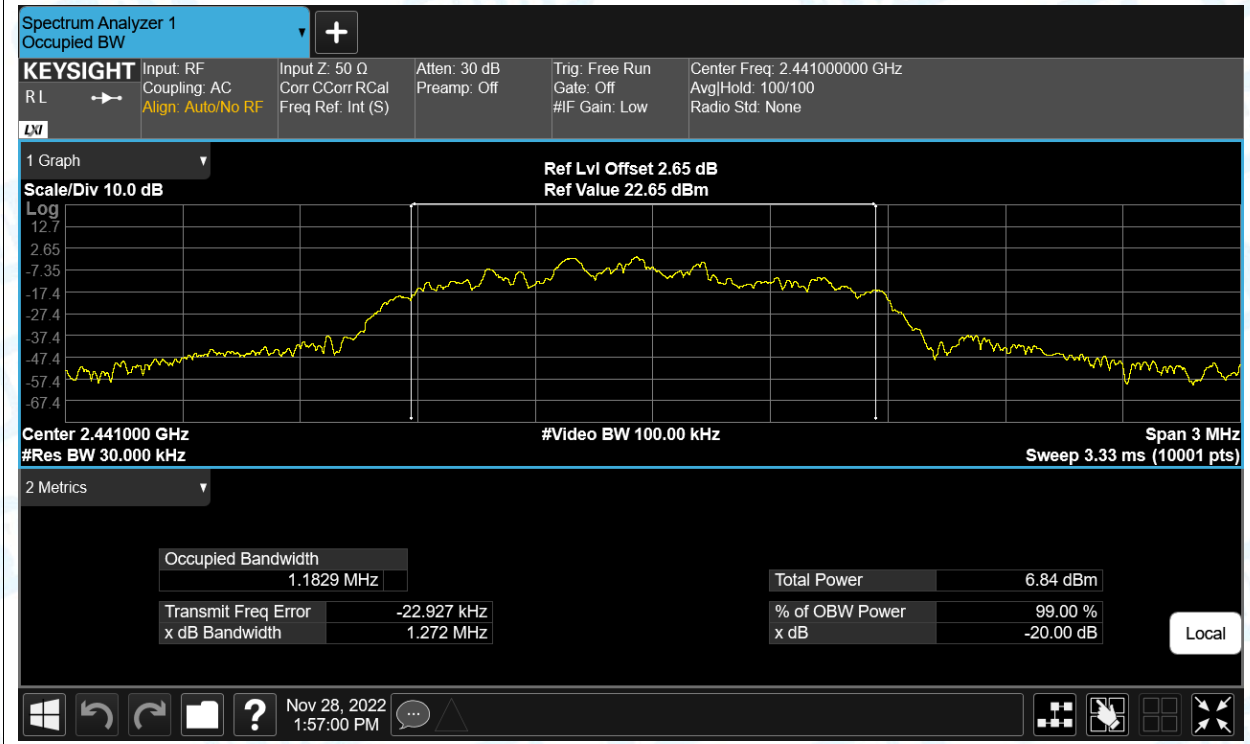 Spectrum Analyzer 1
Occupied BW
KEYSIGHT
R L
LXI
Input: RF
Coupling: AC
Align: Auto/No RF
Input Z: 50 Ω
Corr CCorr RCal
Freq Ref: Int (S)
Atten: 30 dB
Preamp: Off
Trig: Free Run
Gate: Off
#IF Gain: Low
Center Freq: 2.441000000 GHz
Avg|Hold: 100/100
Radio Std: None
1 Graph
Scale/Div 10.0 dB
Ref Lvl Offset 2.65 dB
Ref Value 22.65 dBm
Log
12.7
2.65
-7.35
-17.4
-27.4
-37.4
-47.4
-57.4
-67.4
Center 2.441000 GHz
#Video BW 100.00 kHz
Span 3 MHz
#Res BW 30.000 kHz
Sweep 3.33 ms (10001 pts)
2 Metrics
Occupied Bandwidth
1.1829 MHz
Total Power 6.84 dBm
Transmit Freq Error -22.927 kHz
% of OBW Power 99.00 %
x dB Bandwidth 1.272 MHz
x dB -20.00 dB
Local
?
Nov 28, 2022
1:57:00 PM